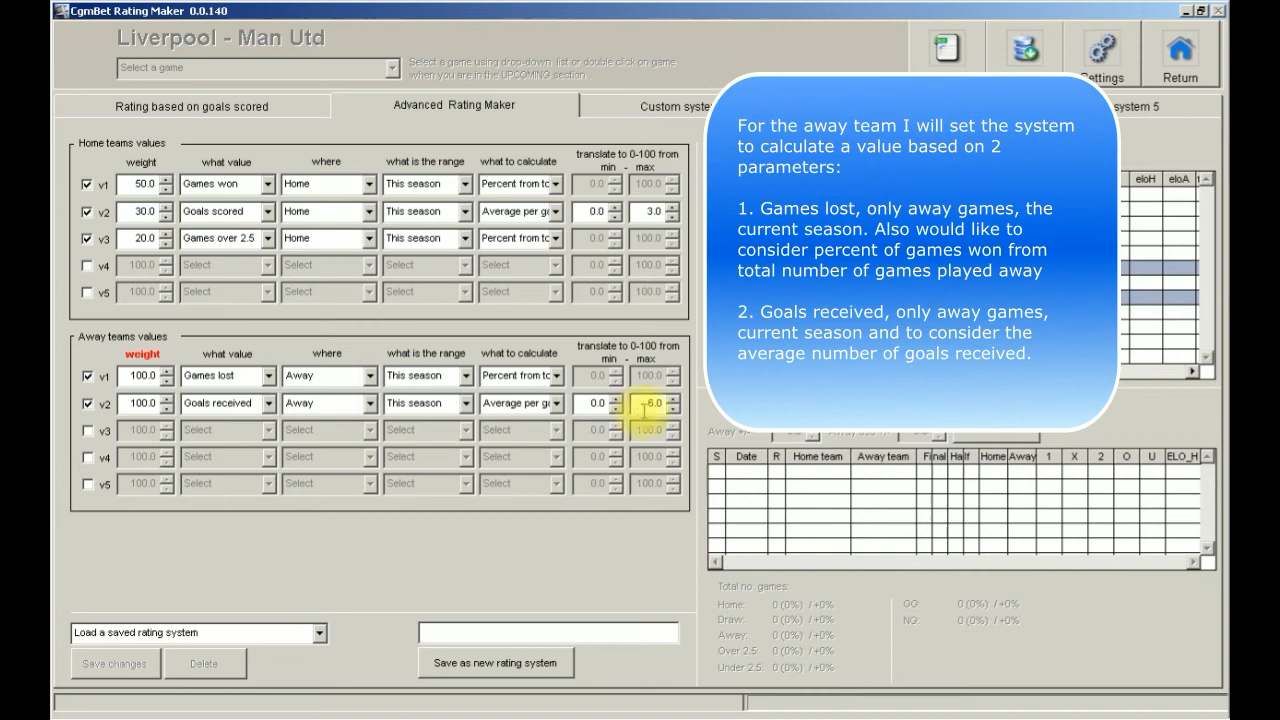 CgmBet Rating Maker 0.0.140
Liverpool - Man Utd
Select a game
Select a game using drop-down list or double click on game
when you are in the UPCOMING section
Settings
Return
Rating based on goals scored
Advanced Rating Maker
Custom syste
system 5
Home teams values
weight what value where what is the range what to calculate translate to 0-100 from
min - max
v1 50.0 Games won Home This season Percent from to 0.0 100.0
v2 30.0 Goals scored Home This season Average per ga 0.0 3.0
v3 20.0 Games over 2.5 Home This season Percent from to 0.0 100.0
v4 100.0 Select Select Select Select 0.0 100.0
v5 100.0 Select Select Select Select 0.0 100.0
Away teams values
weight what value where what is the range what to calculate translate to 0-100 from
min - max
v1 100.0 Games lost Away This season Percent from to 0.0 100.0
v2 100.0 Goals received Away This season Average per ga 0.0 6.0
v3 100.0 Select Select Select Select 0.0 100.0
v4 100.0 Select Select Select Select 0.0 100.0
v5 100.0 Select Select Select Select 0.0 100.0
Load a saved rating system
Save changes
Delete
Save as new rating system
For the away team I will set the system
to calculate a value based on 2
parameters:
1. Games lost, only away games, the
current season. Also would like to
consider percent of games won from
total number of games played away
2. Goals received, only away games,
current season and to consider the
average number of goals received.
eloH eloA
S Date R Home team Away team Final Half Home Away 1 X 2 O U ELO_H
Total no. games:
Home: 0 (0%) / +0%
Draw: 0 (0%) / +0%
Away: 0 (0%) / +0%
Over 2.5: 0 (0%) / +0%
Under 2.5: 0 (0%) / +0%
GG: 0 (0%) / +0%
NG: 0 (0%) / +0%